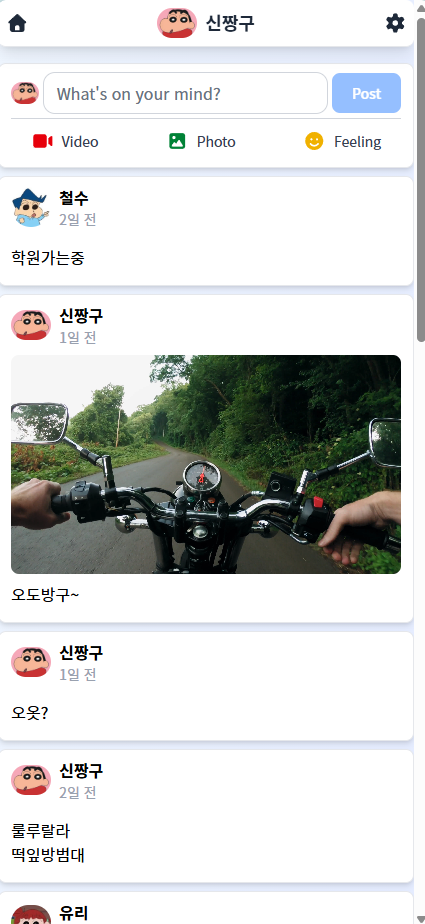 신짱구
What's on your mind?
Post
Video
Photo
Feeling
철수
2일 전
학원가는중
신짱구
1일 전
오도방구~
신짱구
1일 전
오옷?
신짱구
2일 전
룰루랄라
떡잎방범대
유리